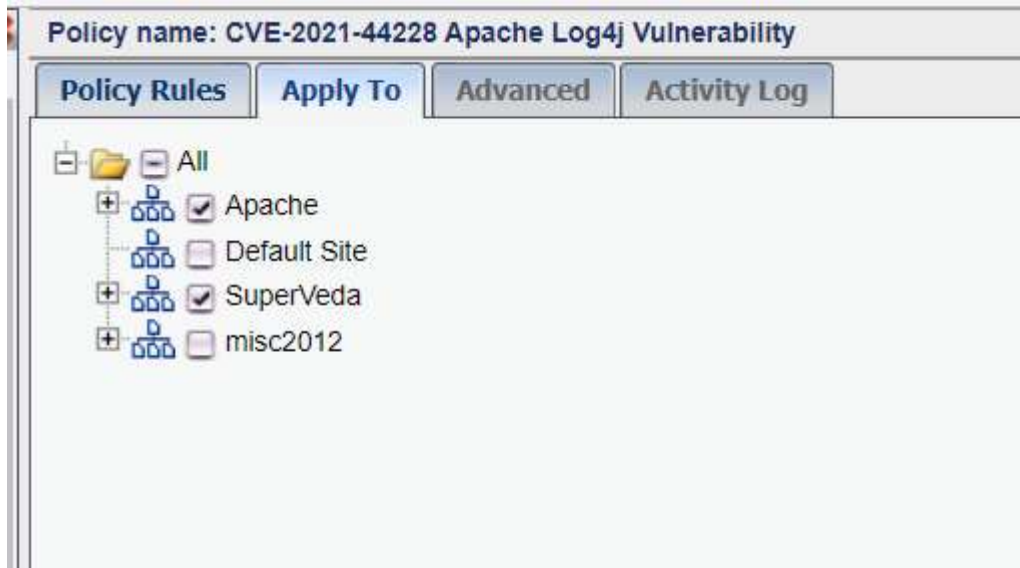 Policy name: CVE-2021-44228 Apache Log4j Vulnerability
Policy Rules Apply To Advanced Activity Log
All
Apache
Default Site
SuperVeda
misc2012